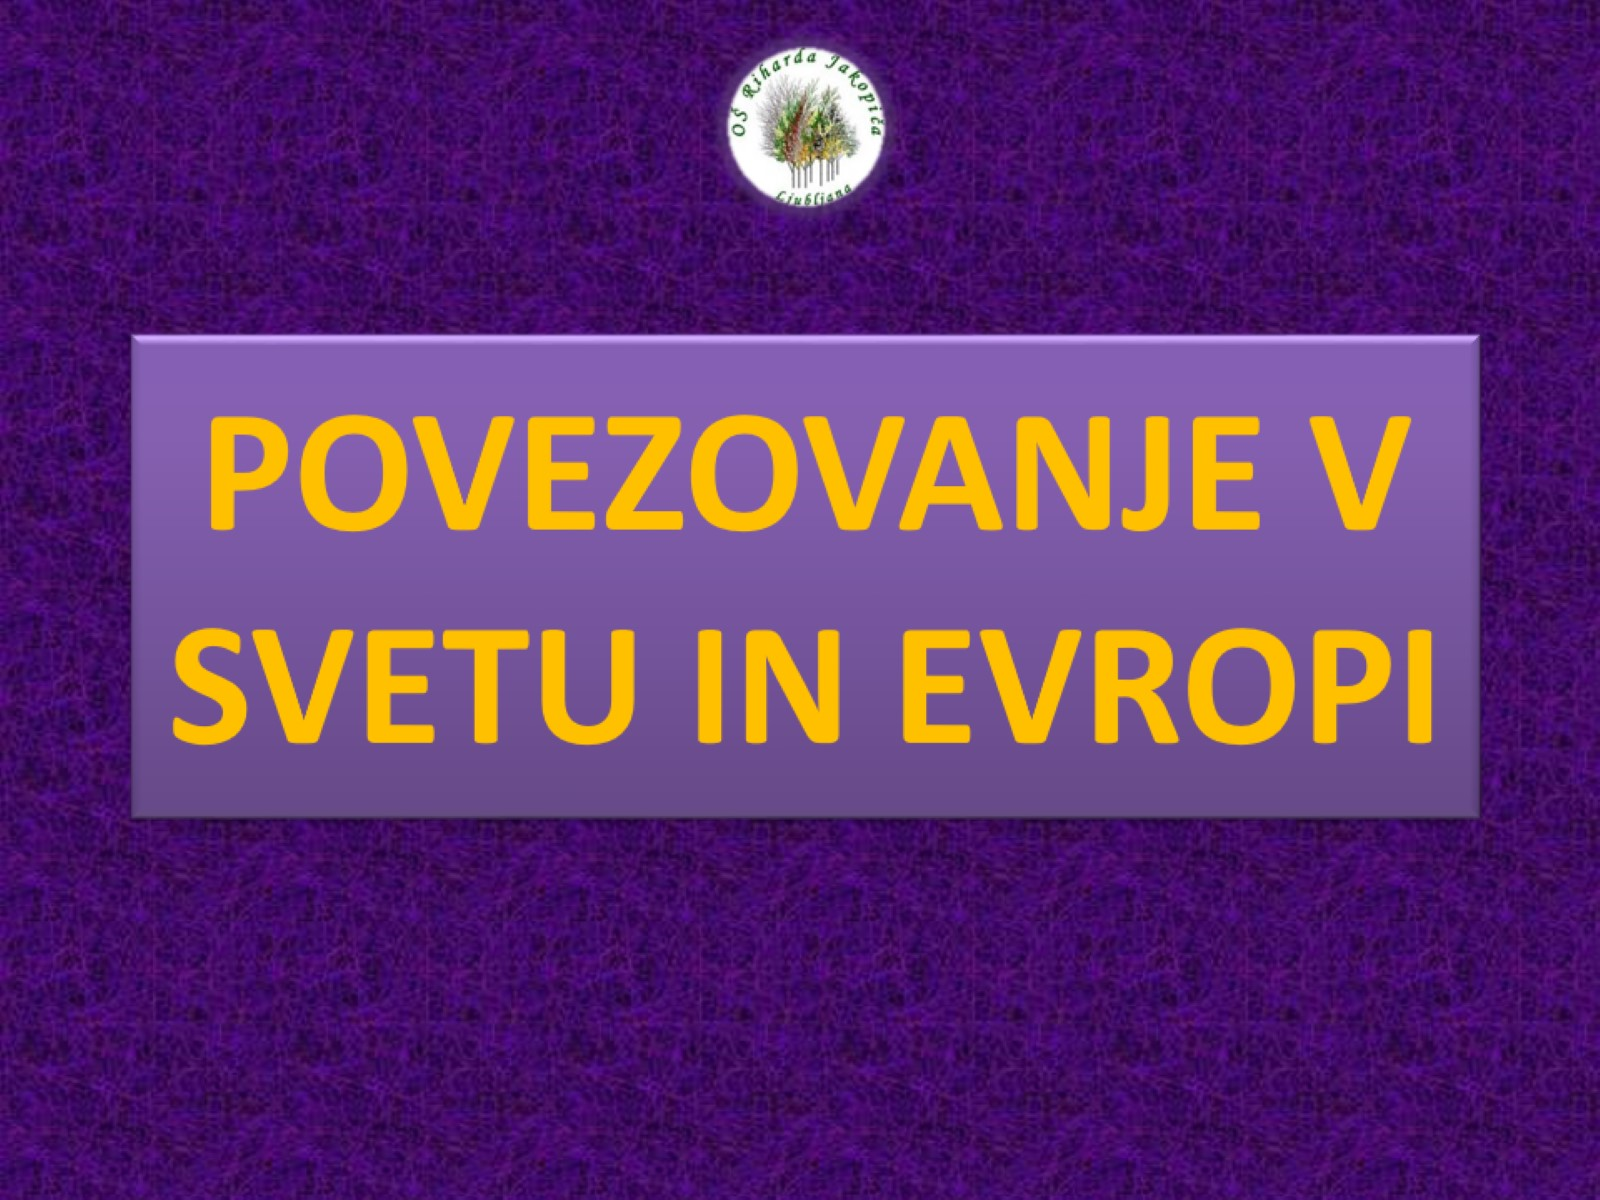 OŠ Riharda Jakopiča
Ljubljana
POVEZOVANJE V
SVETU IN EVROPI